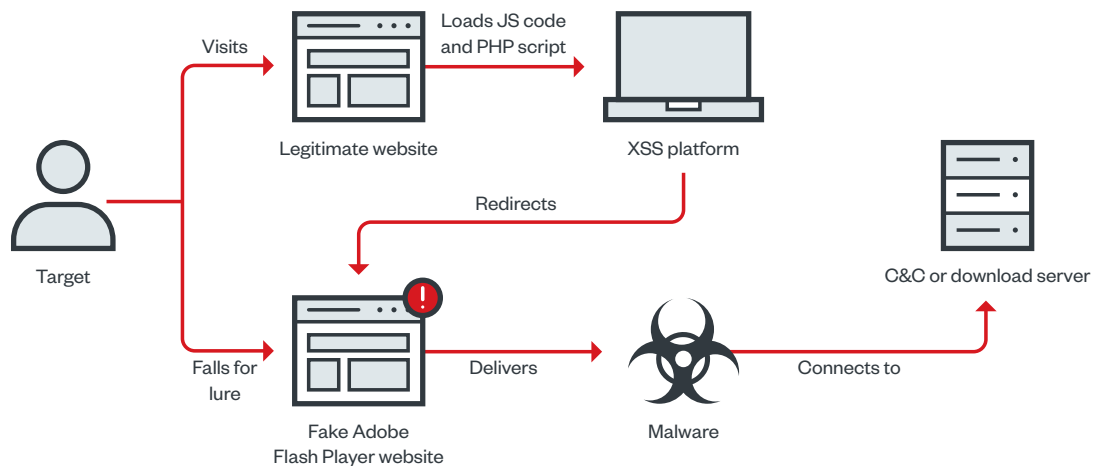 Loads JS code
and PHP script
Visits
Legitimate website
XSS platform
Redirects
Target
C&C or download server
Falls for
lure
Delivers
Connects to
Fake Adobe
Flash Player website
Malware